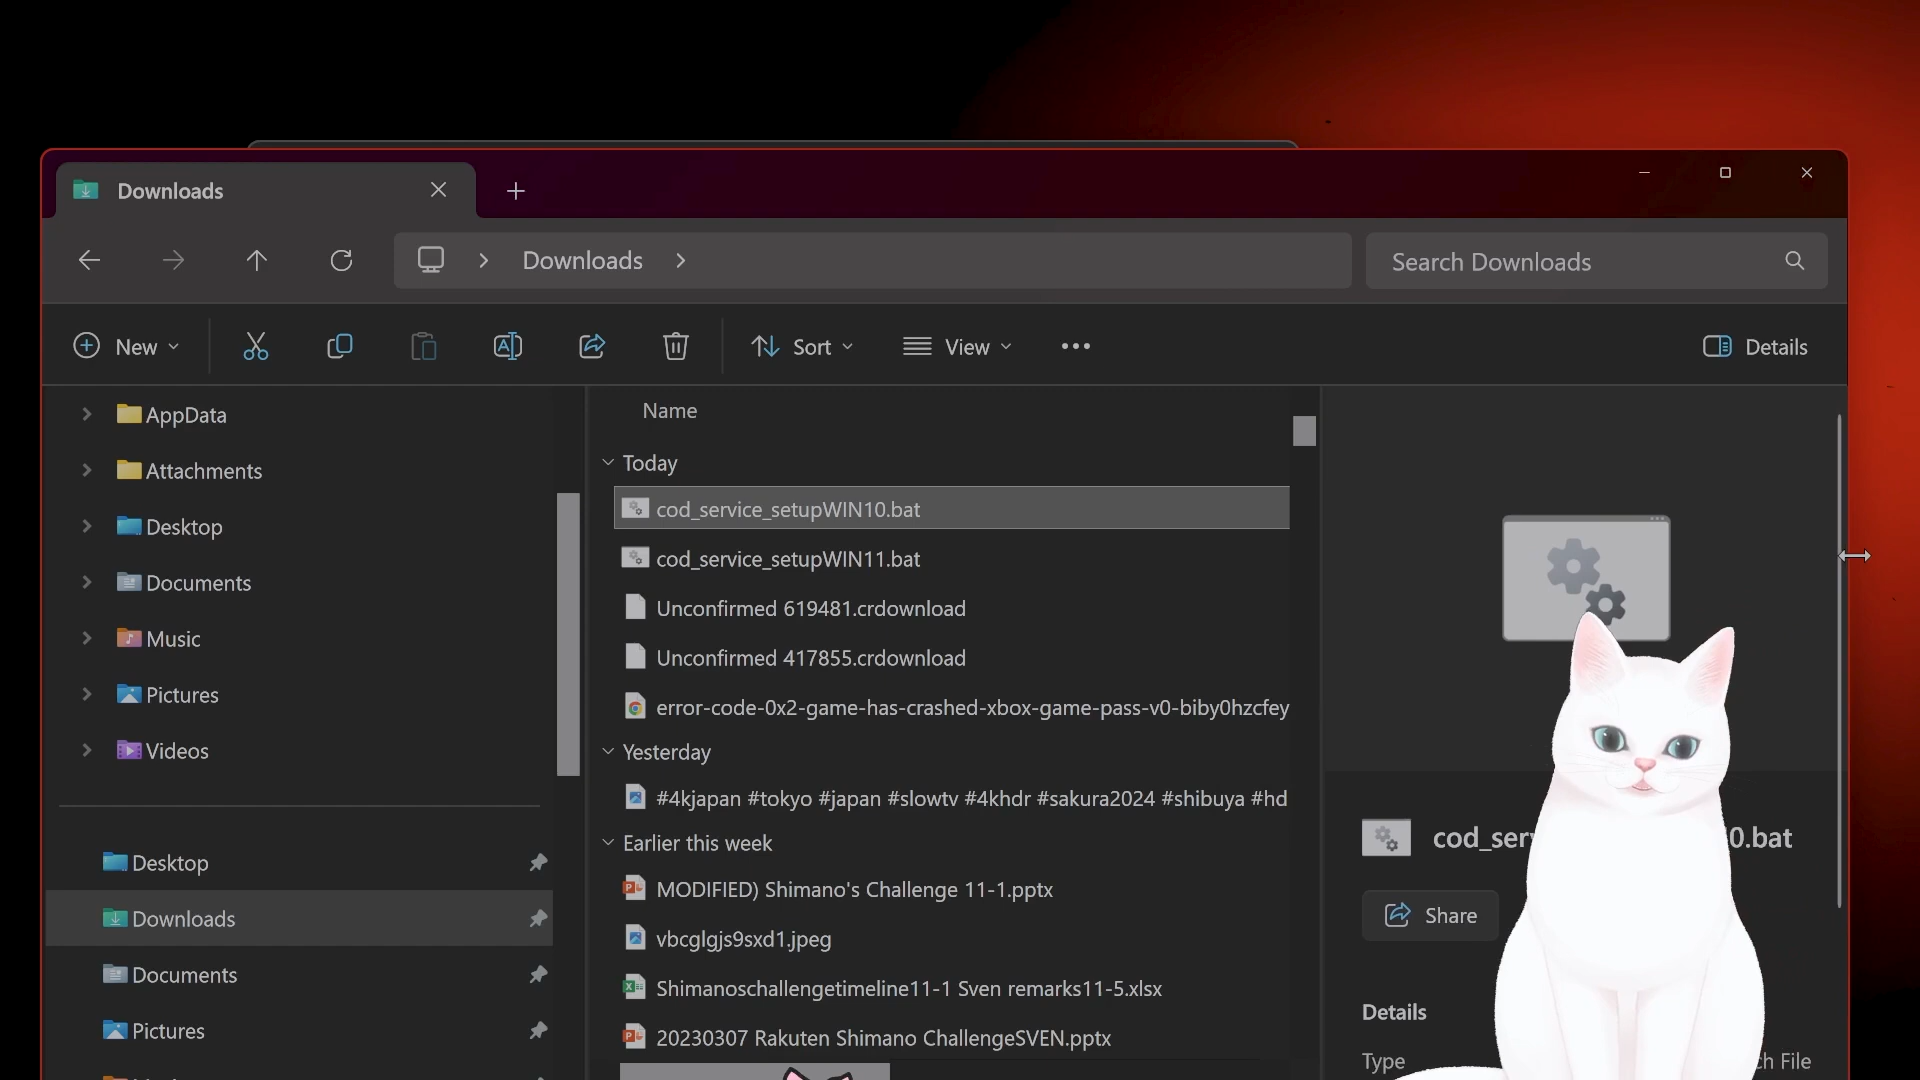 Downloads
Downloads
Search Downloads
New
Sort
View
Details
AppData
Attachments
Desktop
Documents
Music
Pictures
Videos
Desktop
Downloads
Documents
Pictures
Name
Today
cod_service_setupWIN10.bat
cod_service_setupWIN11.bat
Unconfirmed 619481.crdownload
Unconfirmed 417855.crdownload
error-code-0x2-game-has-crashed-xbox-game-pass-v0-biby0hzcfey
Yesterday
#4kjapan #tokyo #japan #slowtv #4khdr #sakura2024 #shibuya #hd
Earlier this week
MODIFIED) Shimano's Challenge 11-1.pptx
vbcglgjs9sxd1.jpeg
Shimanoschallengetimeline11-1 Sven remarks11-5.xlsx
20230307 Rakuten Shimano ChallengeSVEN.pptx
cod_ser 0.bat
Share
Details
Type File